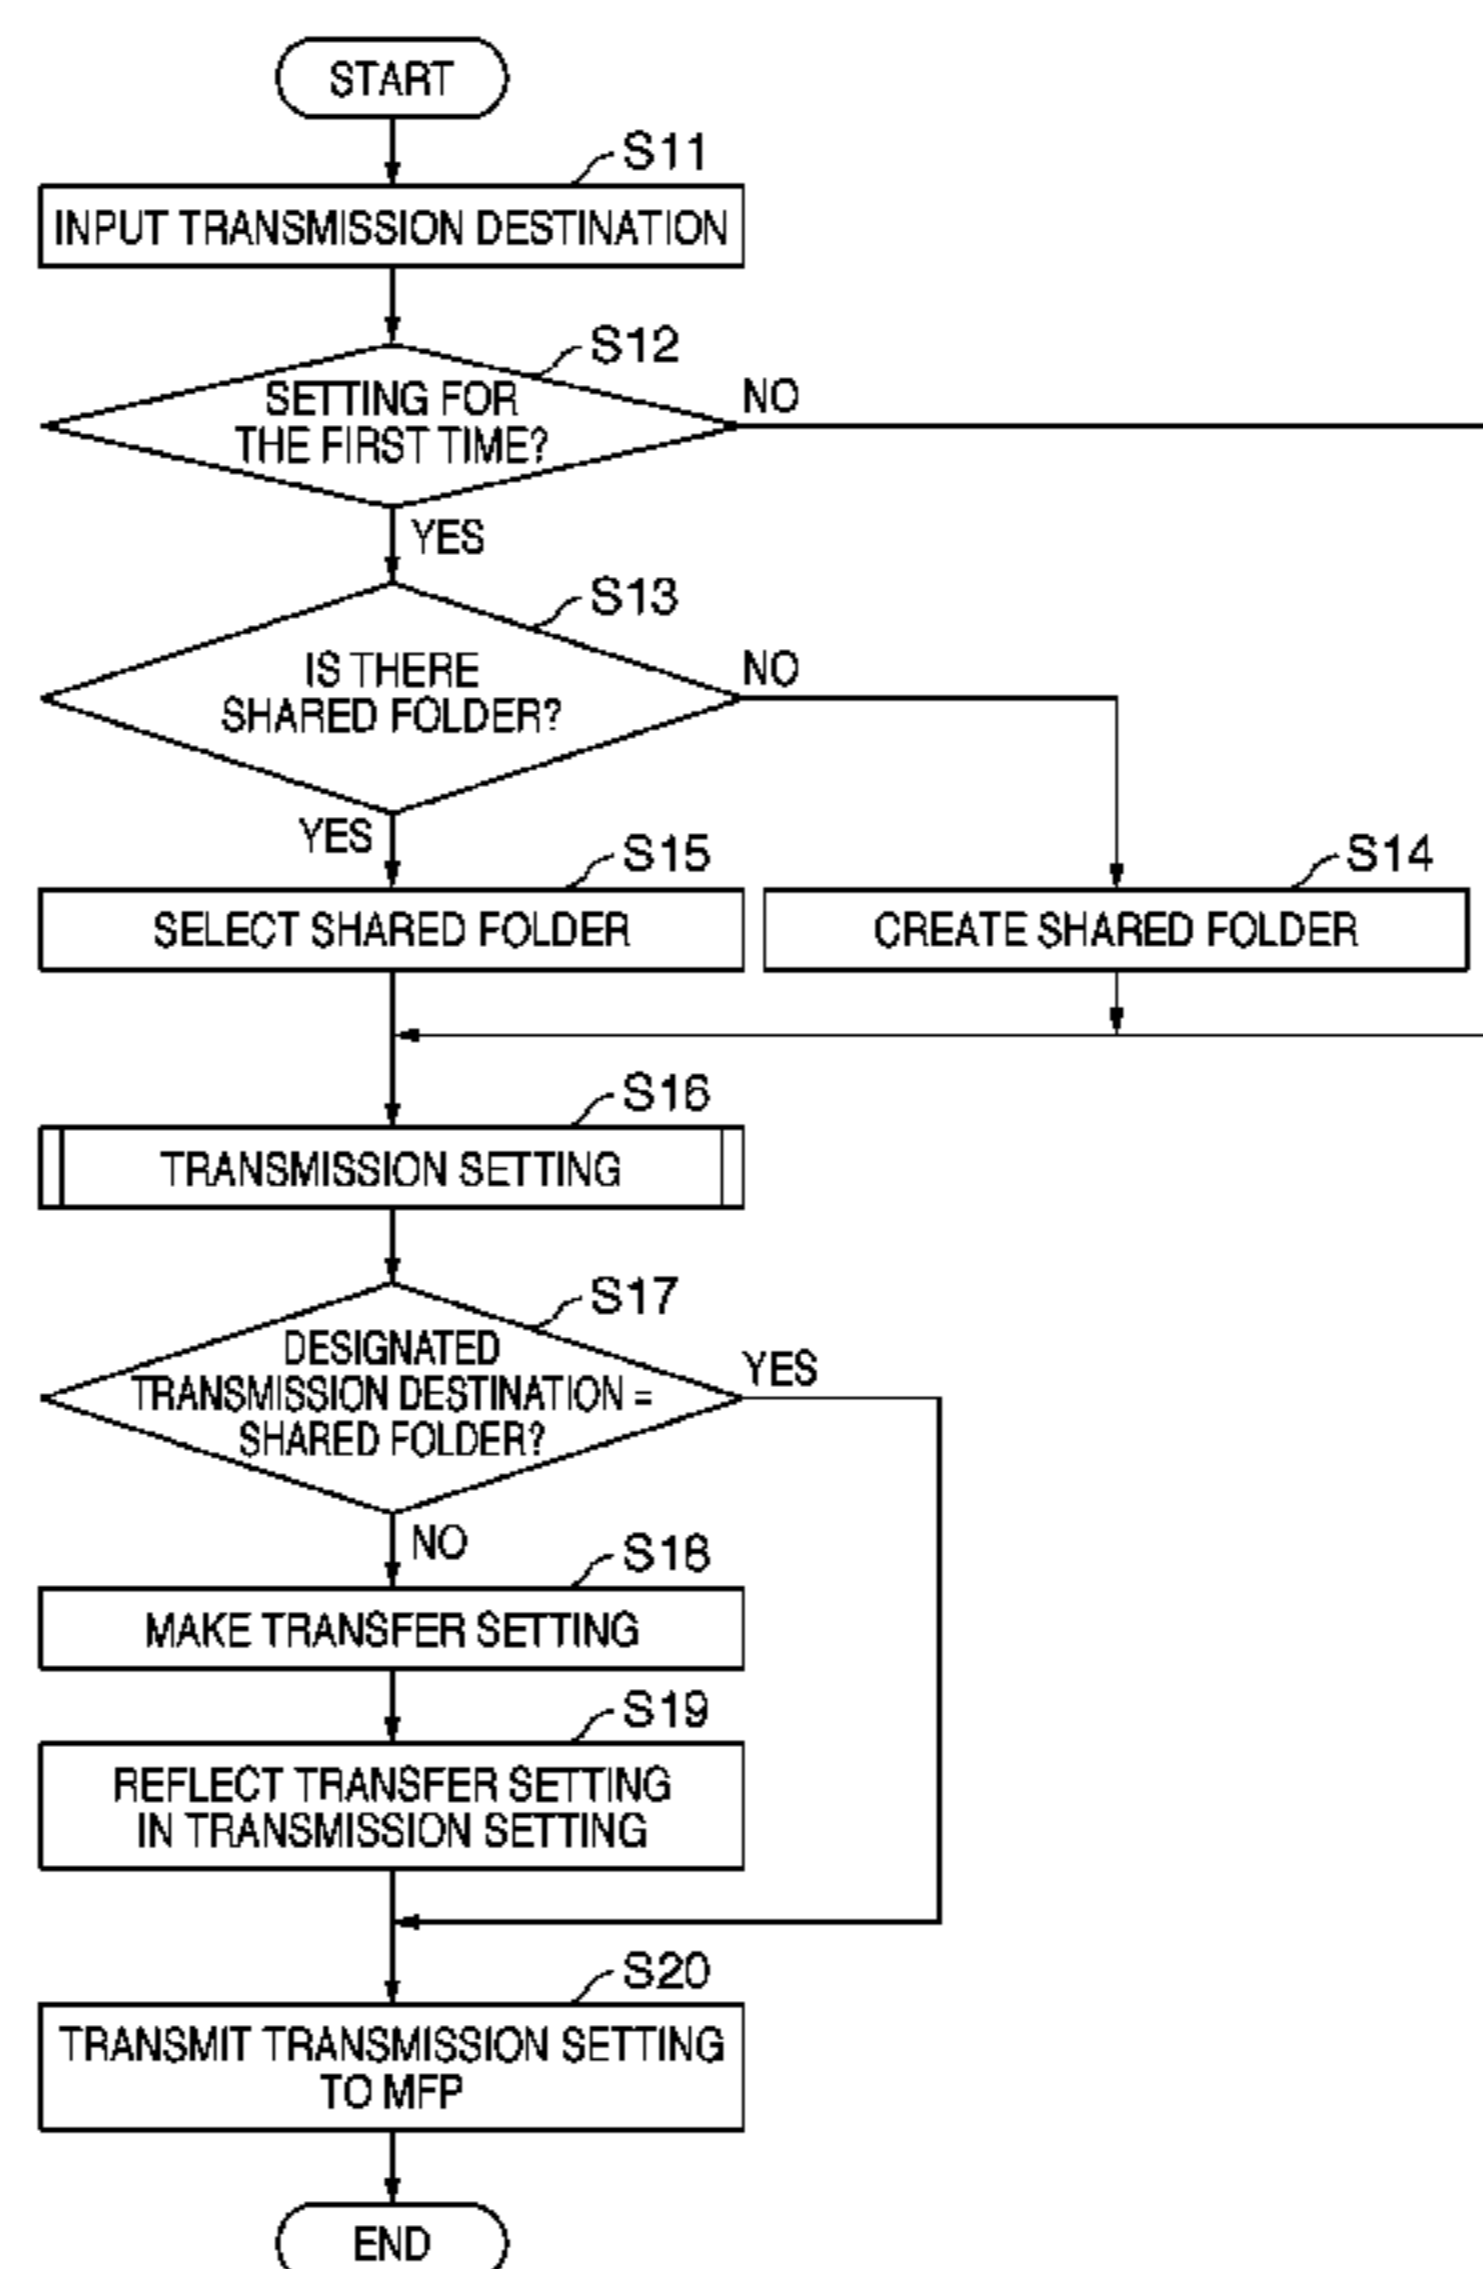 START
S11
INPUT TRANSMISSION DESTINATION
S12
SETTING FOR
THE FIRST TIME?
NO
YES
S13
IS THERE
SHARED FOLDER?
NO
YES
S15
SELECT SHARED FOLDER
S14
CREATE SHARED FOLDER
S16
TRANSMISSION SETTING
S17
DESIGNATED
TRANSMISSION DESTINATION =
SHARED FOLDER?
YES
NO
S18
MAKE TRANSFER SETTING
S19
REFLECT TRANSFER SETTING
IN TRANSMISSION SETTING
S20
TRANSMIT TRANSMISSION SETTING
TO MFP
END